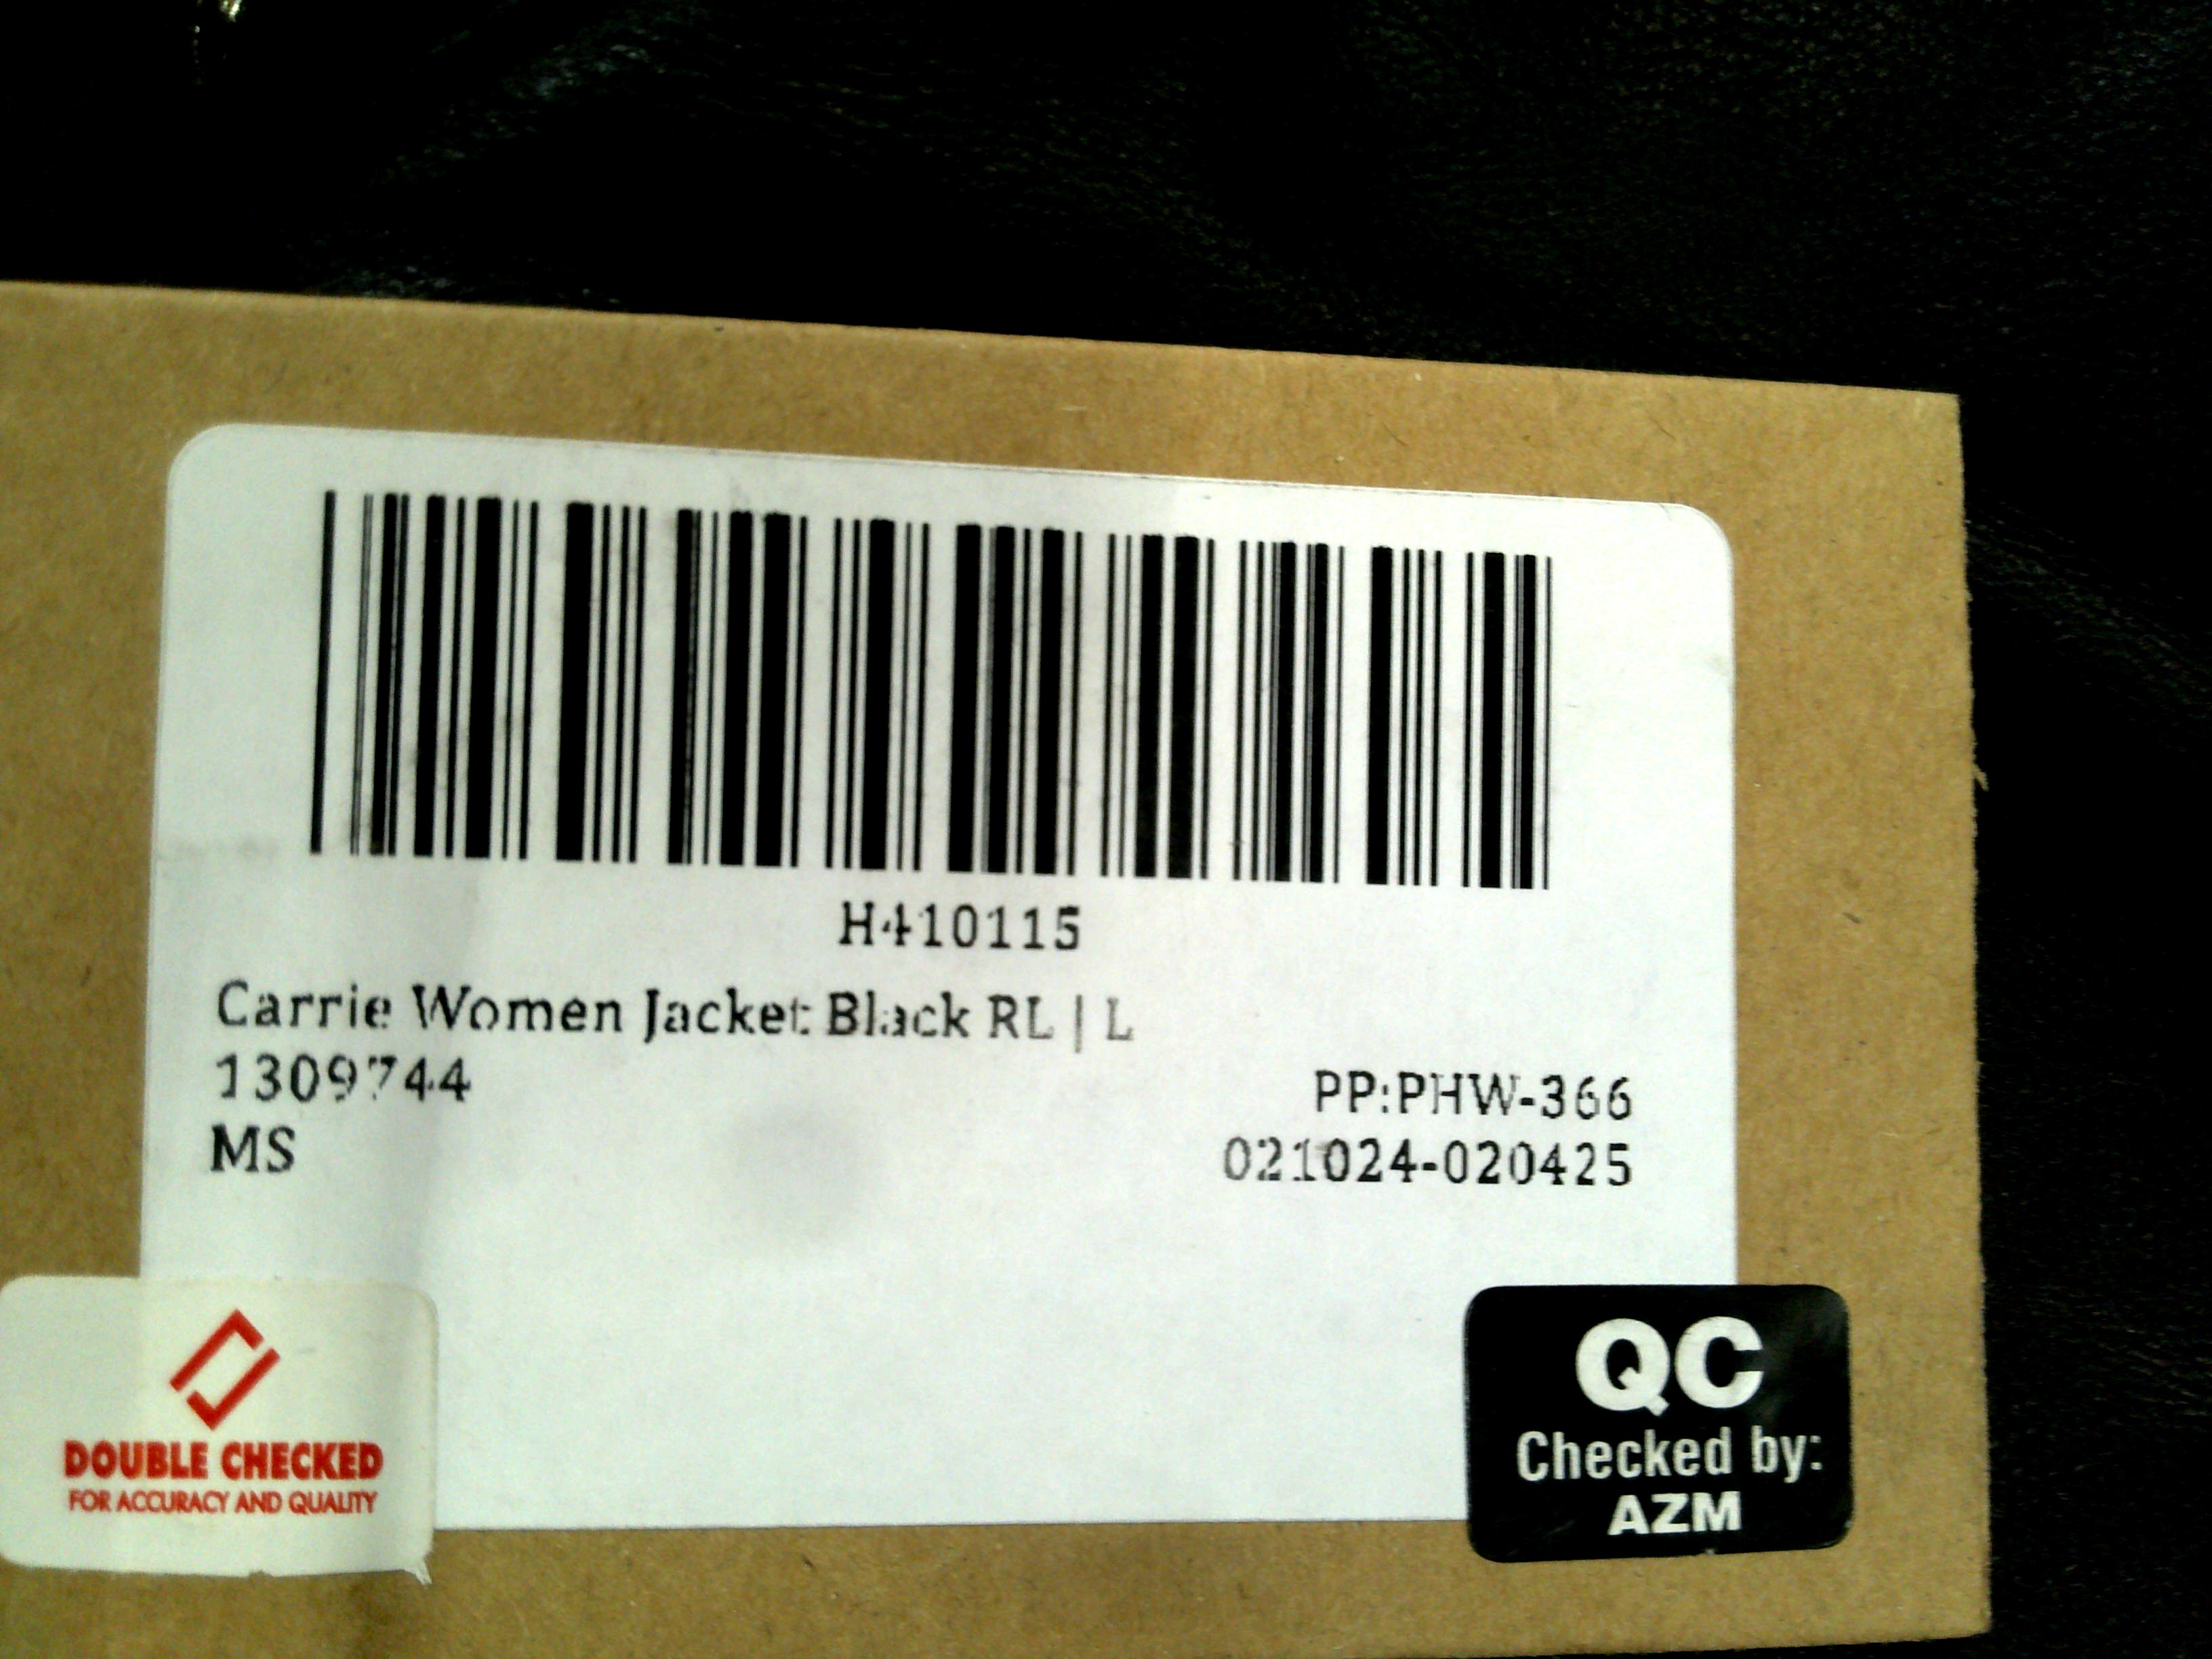 H410115
Carrie Women Jacket Black RL | L
1309744
PP:PHW-366
MS
021024-020425
DOUBLE CHECKED
FOR ACCURACY AND QUALITY
QC
Checked by:
AZM